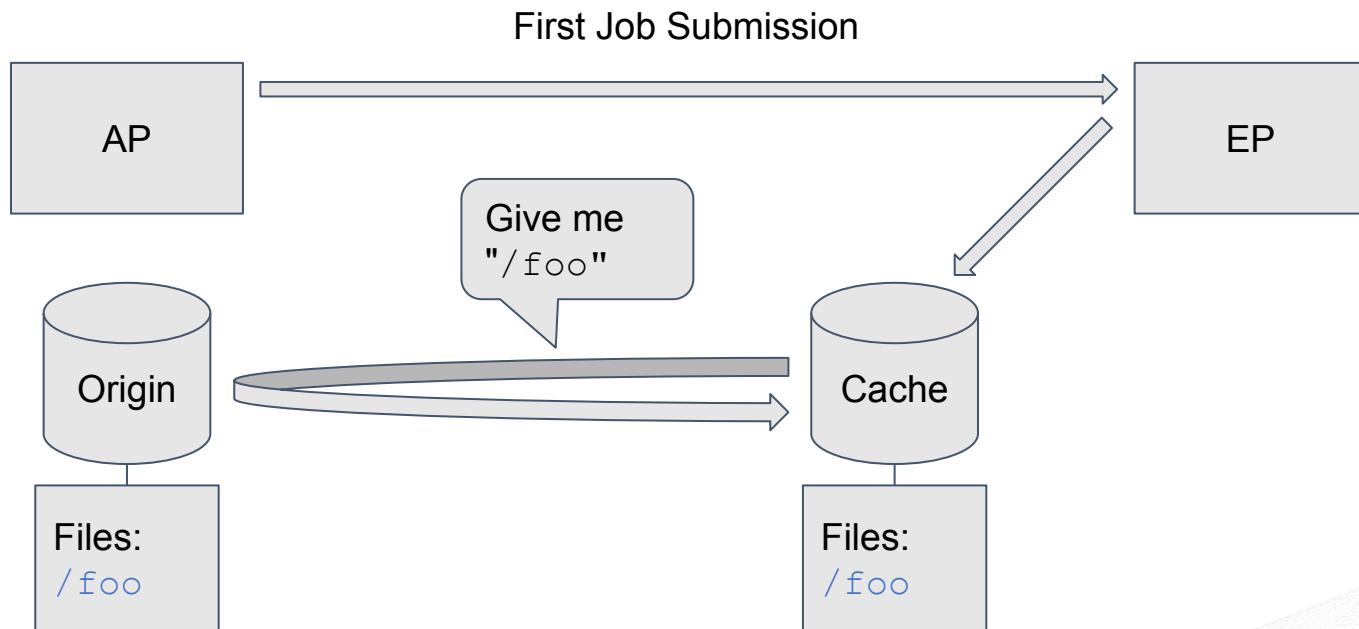 First Job Submission
AP
EP
Give me
"/foo"
Origin
Cache
Files:
/foo
Files:
/foo